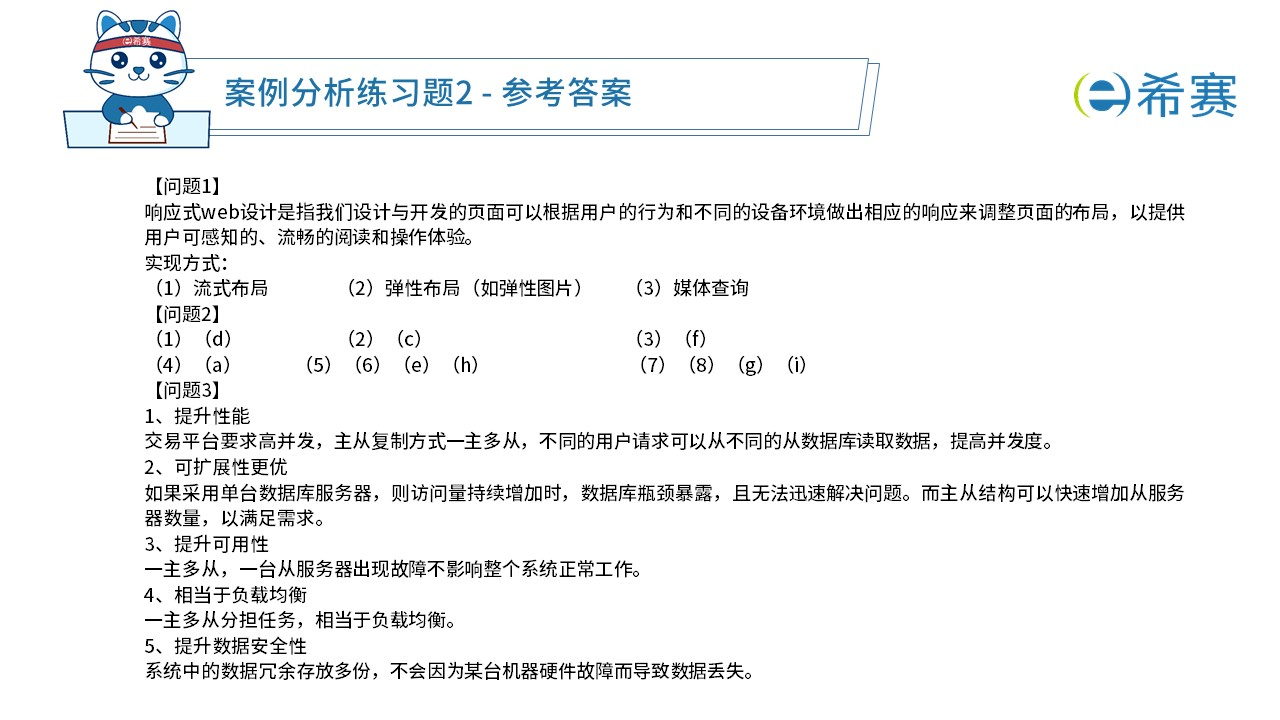 希赛
案例分析练习题2 - 参考答案
希赛
【问题1】
响应式web设计是指我们设计与开发的页面可以根据用户的行为和不同的设备环境做出相应的响应来调整页面的布局，以提供
用户可感知的、流畅的阅读和操作体验。
实现方式：
（1）流式布局 （2）弹性布局（如弹性图片） （3）媒体查询
【问题2】
（1）（d） （2）（c） （3）（f）
（4）（a） （5）（6）（e）（h） （7）（8）（g）（i）
【问题3】
1、提升性能
交易平台要求高并发，主从复制方式一主多从，不同的用户请求可以从不同的从数据库读取数据，提高并发度。
2、可扩展性更优
如果采用单台数据库服务器，则访问量持续增加时，数据库瓶颈暴露，且无法迅速解决问题。而主从结构可以快速增加从服务
器数量，以满足需求。
3、提升可用性
一主多从，一台从服务器出现故障不影响整个系统正常工作。
4、相当于负载均衡
一主多从分担任务，相当于负载均衡。
5、提升数据安全性
系统中的数据冗余存放多份，不会因为某台机器硬件故障而导致数据丢失。